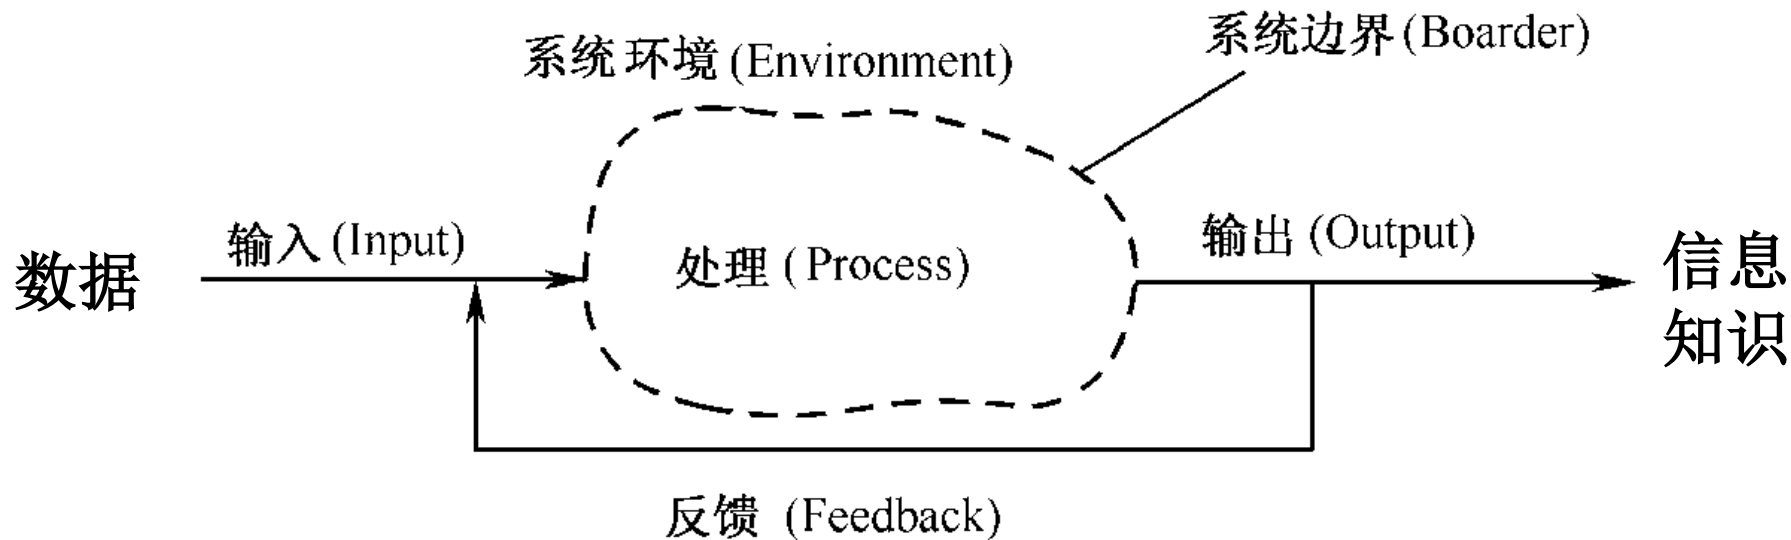 系统环境(Environment)
系统边界(Boarder)
输入(Input)
输出(Output)
数据
处理(Process)
信息
知识
反馈 (Feedback)